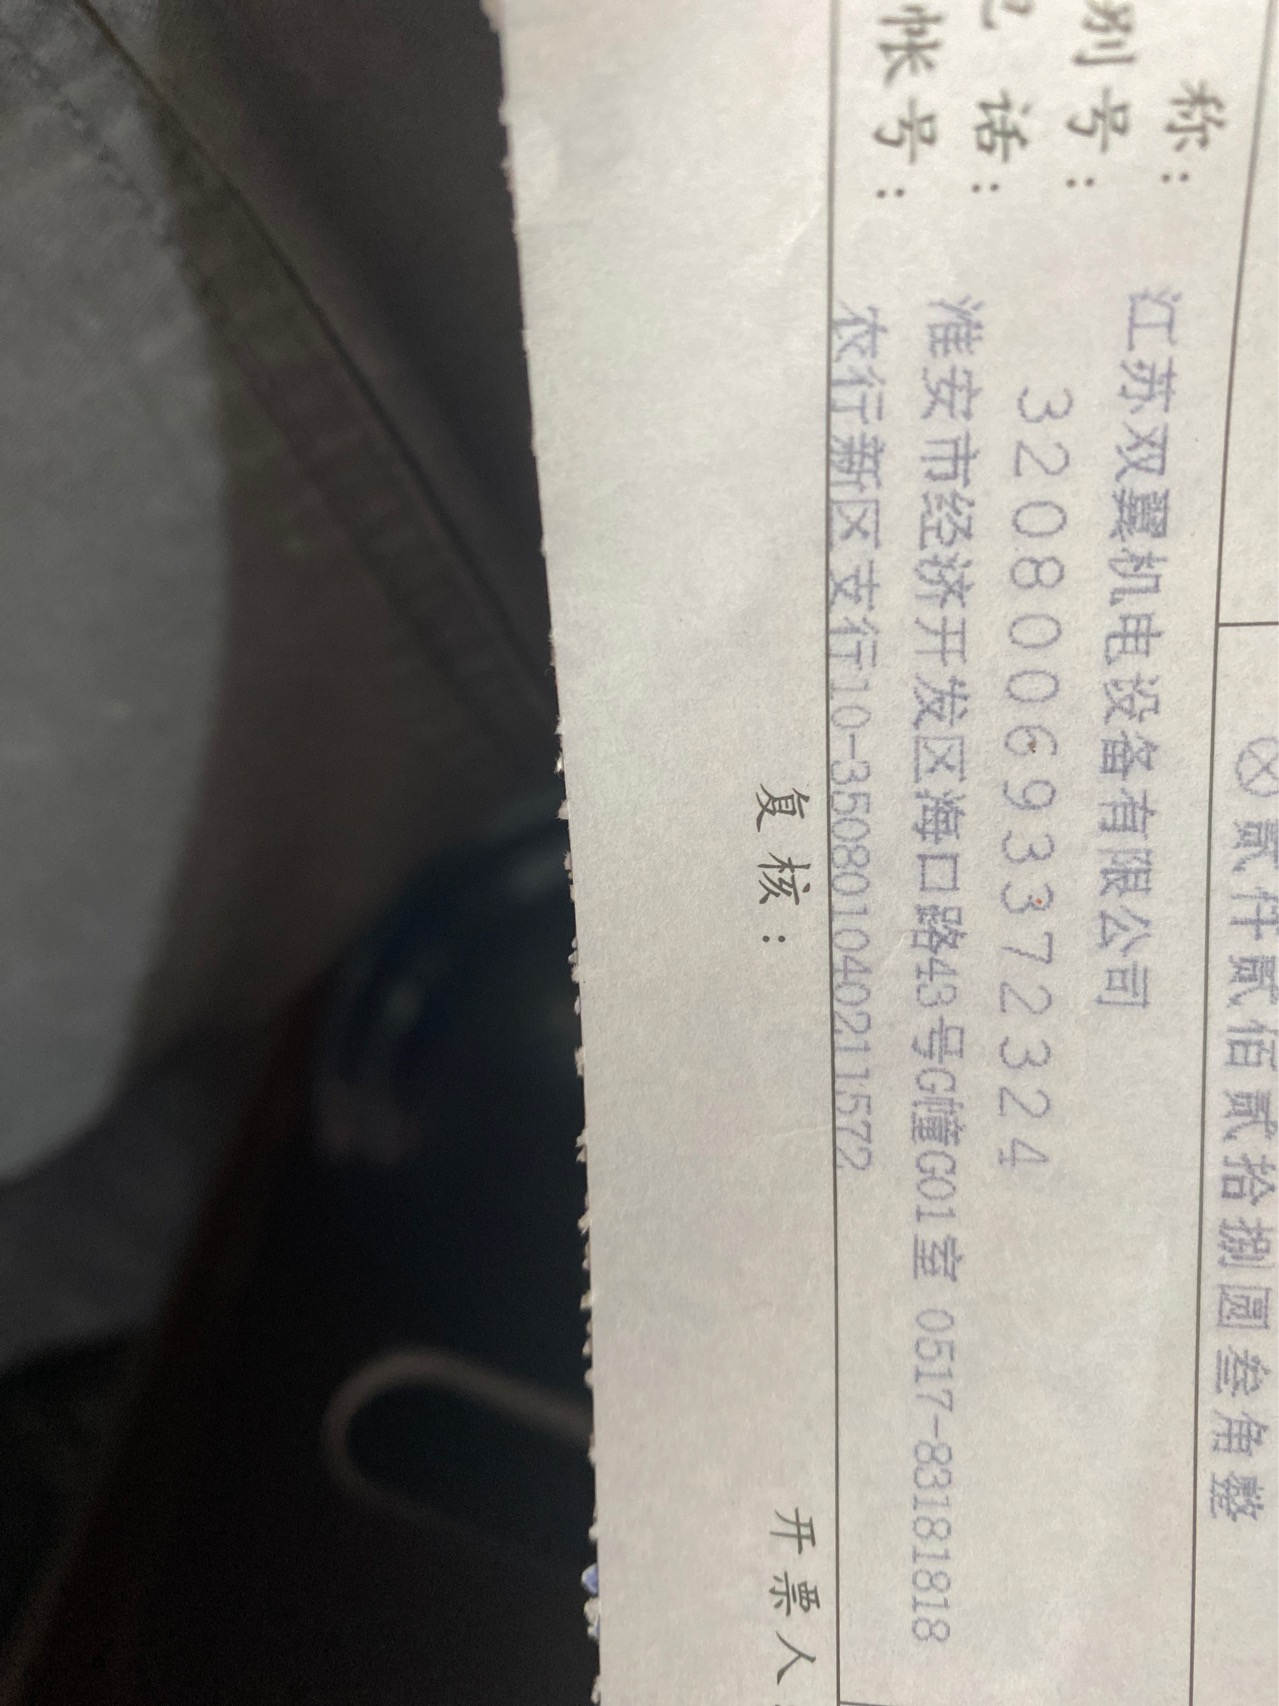 ⊗贰仟贰佰贰拾捌圆叁角整
称：江苏双翼机电设备有限公司
别号：320800693372324
话：淮安市经济开发区海口路43号G幢G01室 0517-83181818
帐号：农行新区支行10-350801040211572
复核： 开票人